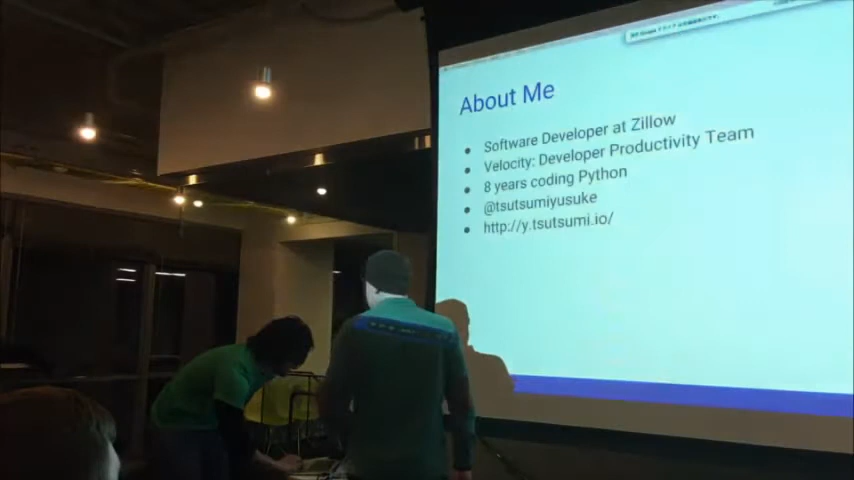 About Me
Software Developer at Zillow
Velocity: Developer Productivity Team
8 years coding Python
@tsutsumiyusuke
http://y.tsutsumi.io/